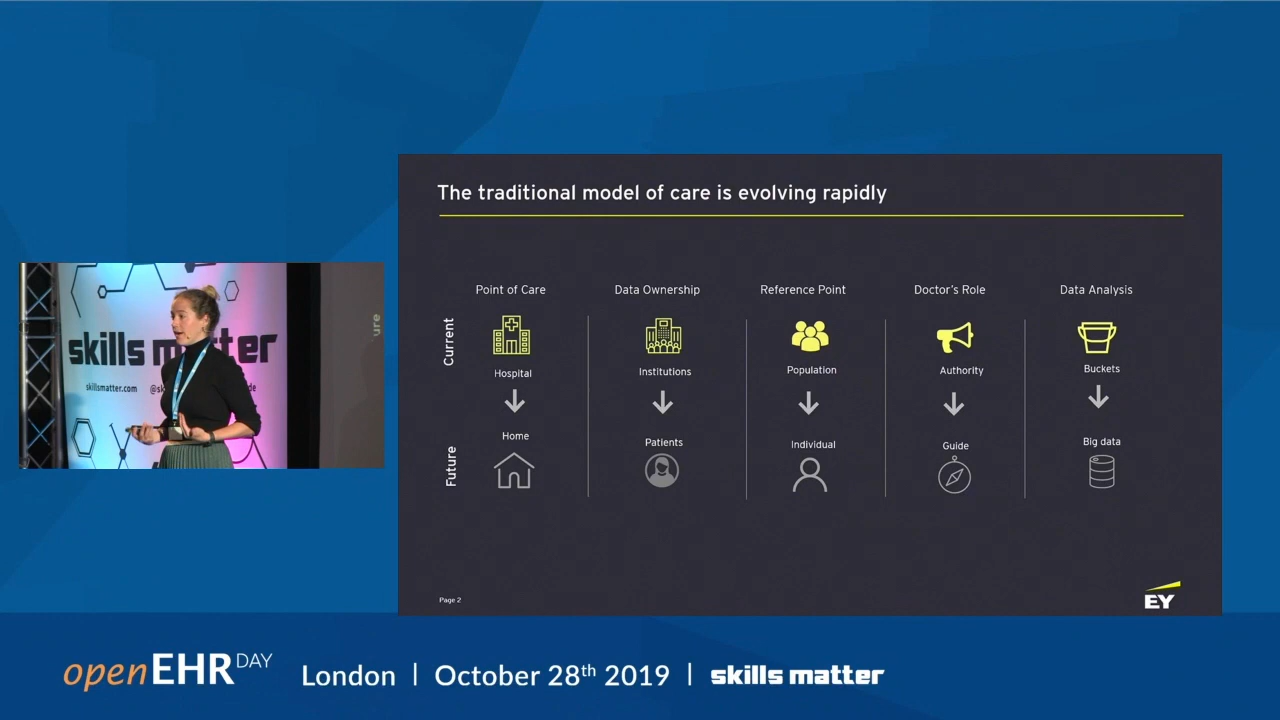 The traditional model of care is evolving rapidly
Point of Care
Data Ownership
Reference Point
Doctor's Role
Data Analysis
Current
Hospital
Institutions
Population
Authority
Buckets
Future
Home
Patients
Individual
Guide
Big data
Page 2
EY
ure
skills matter
skillsmatter.com
openEHR DAY
London | October 28th 2019 | skills matter